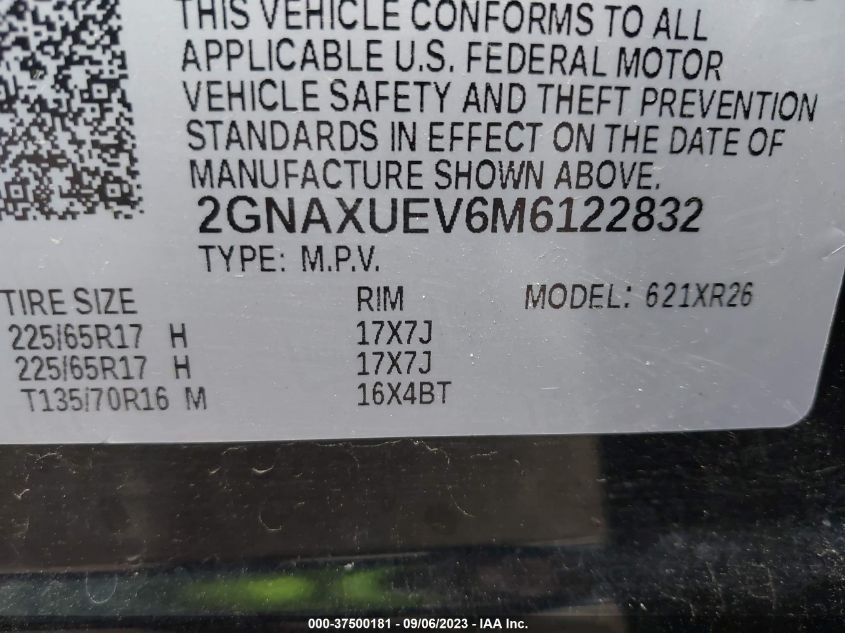 THIS VEHICLE CONFORMS TO ALL
APPLICABLE U.S. FEDERAL MOTOR
VEHICLE SAFETY AND THEFT PREVENTION
STANDARDS IN EFFECT ON THE DATE OF
MANUFACTURE SHOWN ABOVE.
2GNAXUEV6M6122832
TYPE: M.P.V.
TIRE SIZE RIM MODEL: 621XR26
225/65R17 H 17X7J
225/65R17 H 17X7J
T135/70R16 M 16X4BT
000-37500181 - 09/06/2023 - © IAA Inc.